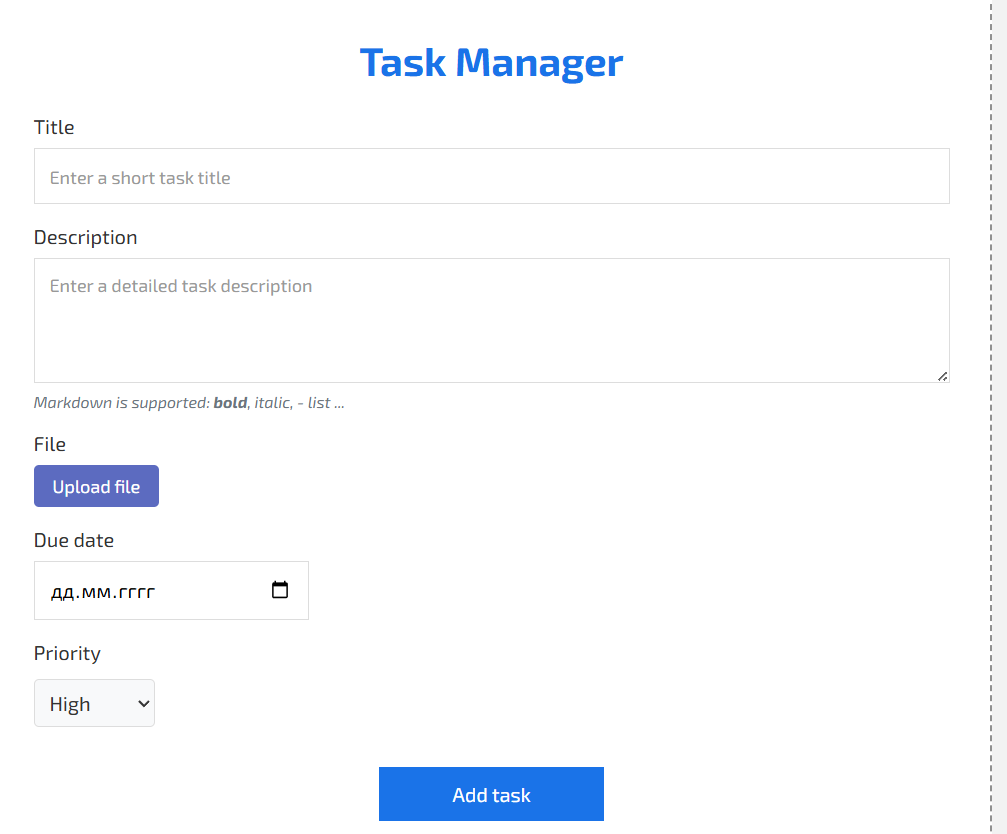 Task Manager
Title
Enter a short task title
Description
Enter a detailed task description
Markdown is supported: bold, italic, - list ...
File
Upload file
Due date
дд.мм.гггг
Priority
High
Add task